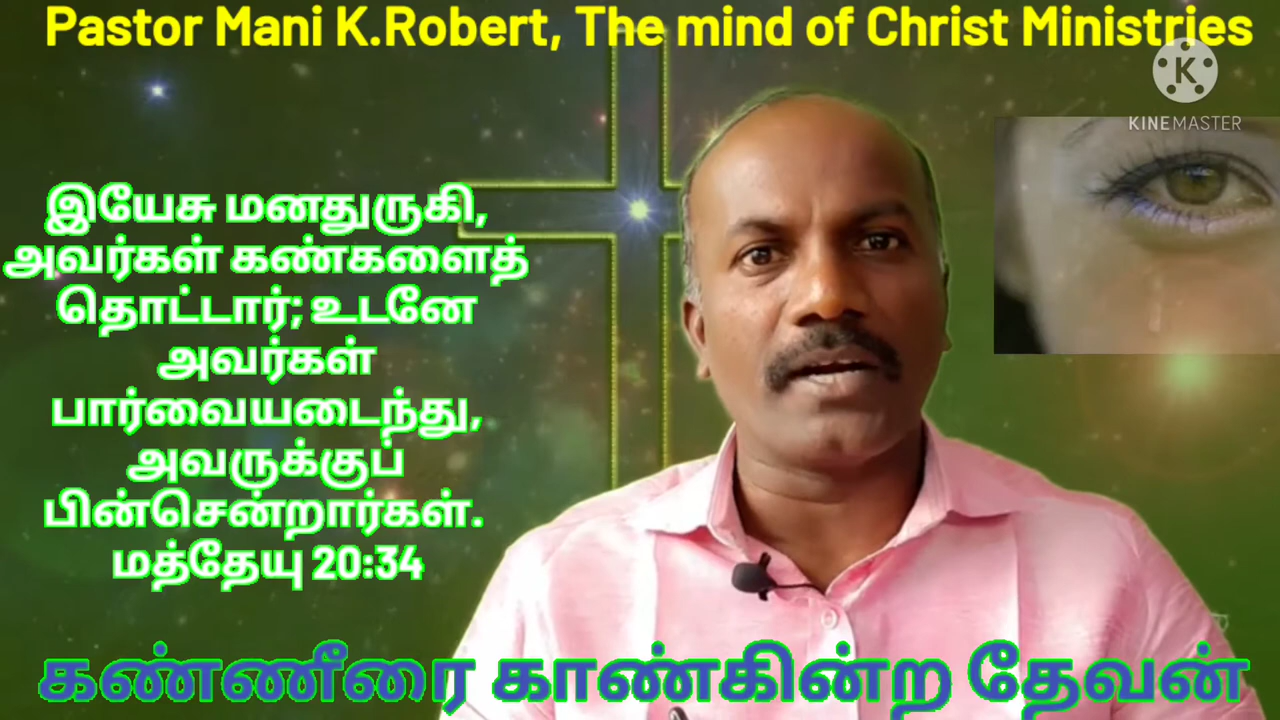 Pastor Mani K.Robert, The mind of Christ Ministries
K
KINEMASTER
இயேசு மனதுருகி,
அவர்கள் கண்களைத்
தொட்டார்; உடனே
அவர்கள்
பார்வையடைந்து,
அவருக்குப்
பின்சென்றார்கள்.
மத்தேயு 20:34
கண்ணீரை காண்கின்ற தேவன்